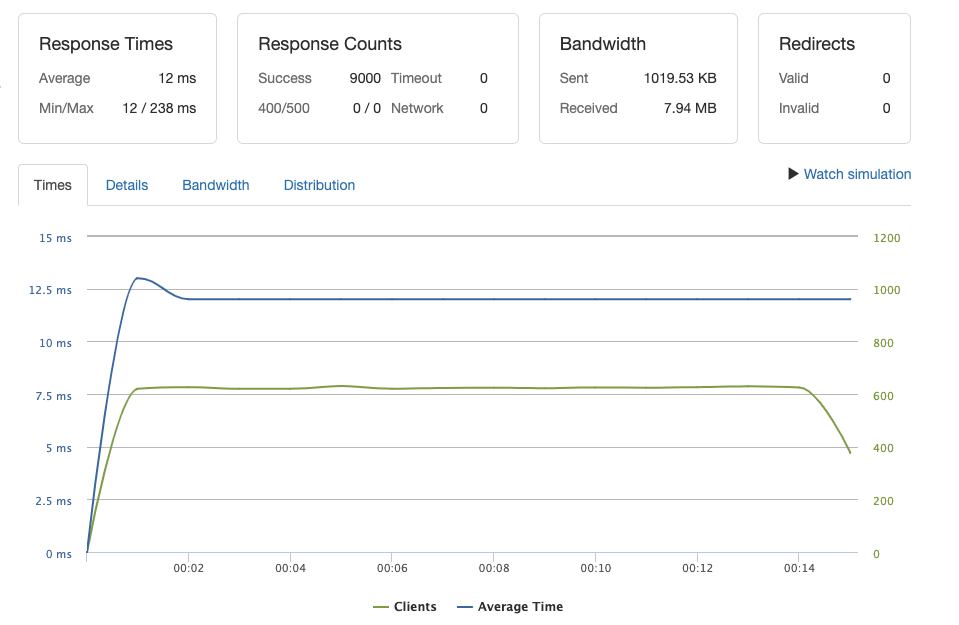 Response Times
Average 12 ms
Min/Max 12 / 238 ms
Response Counts
Success 9000 Timeout 0
400/500 0 / 0 Network 0
Bandwidth
Sent 1019.53 KB
Received 7.94 MB
Redirects
Valid 0
Invalid 0
Times Details Bandwidth Distribution
Watch simulation
15 ms 1200
12.5 ms 1000
10 ms 800
7.5 ms 600
5 ms 400
2.5 ms 200
0 ms 0
00:02 00:04 00:06 00:08 00:10 00:12 00:14
Clients Average Time